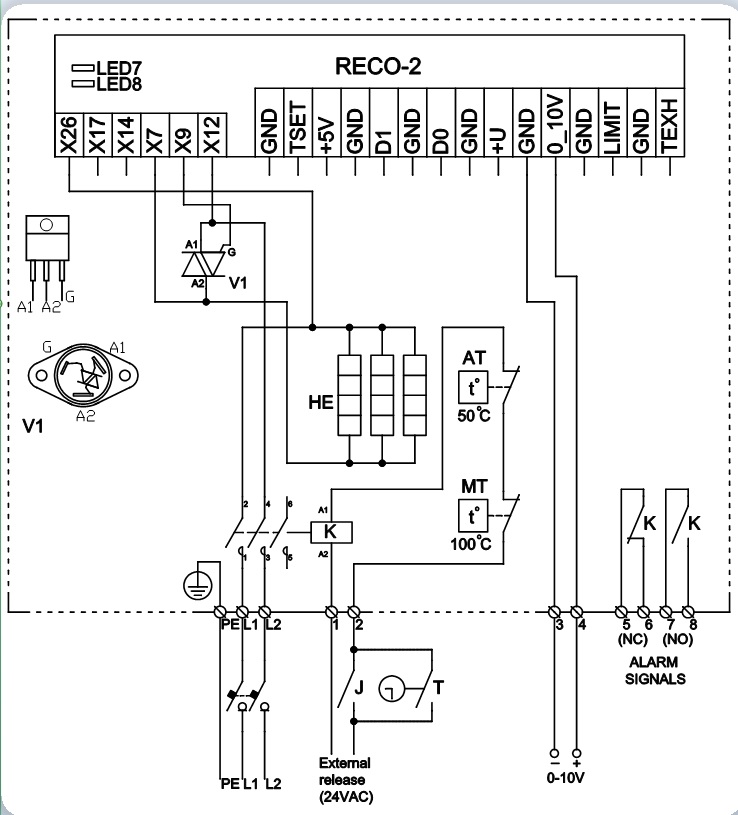 RECO-2
LED7
LED8
X26 X17 X14 X7 X9 X12
GND TSET +5V GND D1 GND D0 GND +U GND 0_10V GND LIMIT GND TEXH
A1 G
A2 V1
A1 A2 G
G A1
A2
V1
HE
AT
t°
50°C
MT
t°
100°C
2 4 6
A1
K
A2
1 3 5
K K
PE L1 L2 1 2 3 4 5 6 7 8
(NC) (NO)
ALARM
SIGNALS
J T
External
release
(24VAC)
PE L1 L2
− +
0-10V